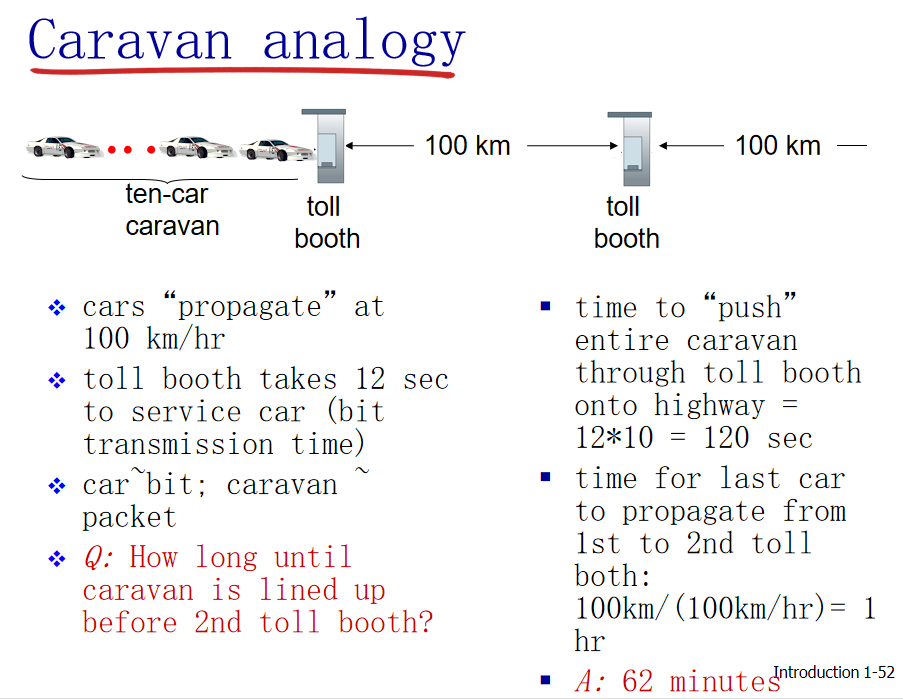 Caravan analogy
100 km
100 km
ten-car
caravan
toll
booth
toll
booth
cars “propagate” at
100 km/hr
toll booth takes 12 sec
to service car (bit
transmission time)
car~bit; caravan ~
packet
Q: How long until
caravan is lined up
before 2nd toll booth?
time to “push”
entire caravan
through toll booth
onto highway =
12*10 = 120 sec
time for last car
to propagate from
1st to 2nd toll
both:
100km/(100km/hr)= 1
hr
A: 62 minutes
Introduction 1-52